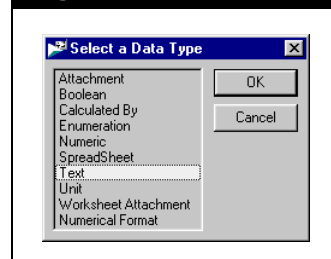 Select a Data Type
Attachment
Boolean
Calculated By
Enumeration
Numeric
SpreadSheet
Text
Unit
Worksheet Attachment
Numerical Format
OK
Cancel